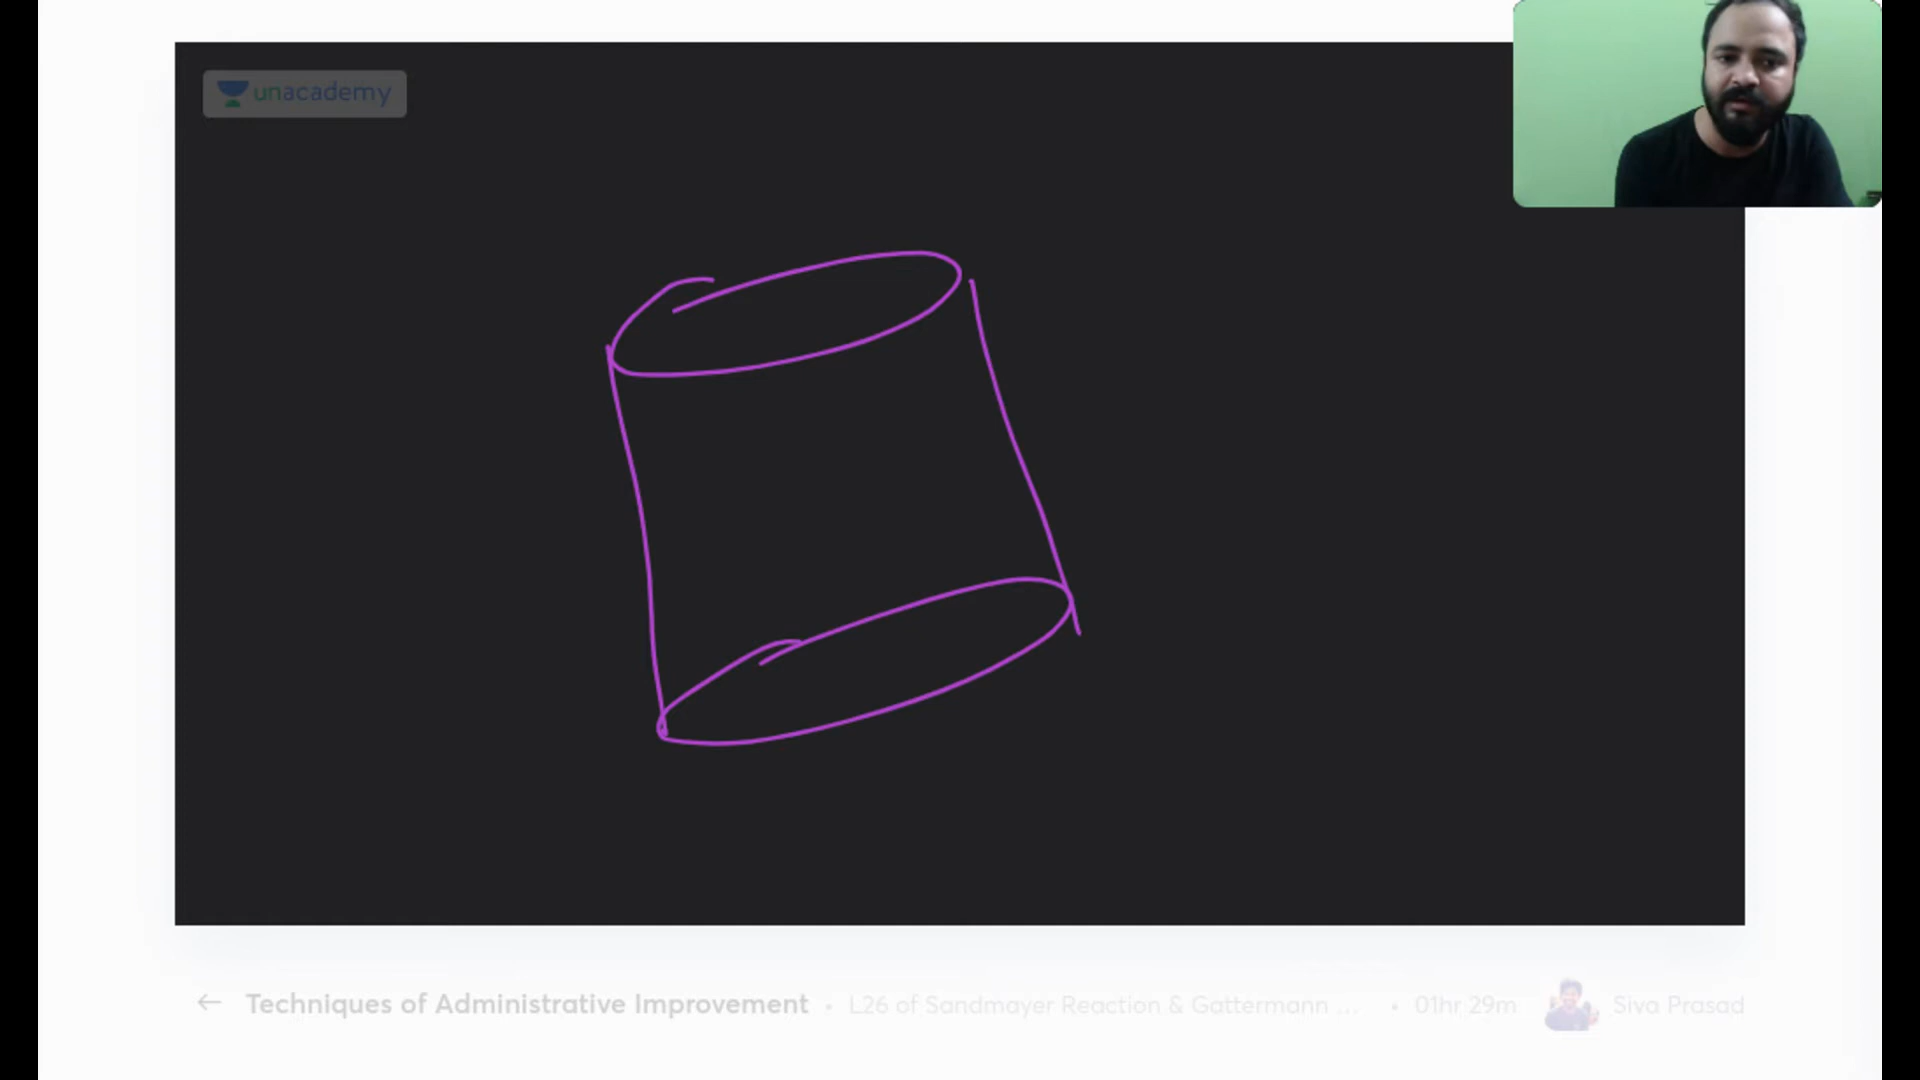 unacademy
Techniques of Administrative Improvement • L26 of Sandmayer Reaction & Gattermann ... • 01hr 29m Siva Prasad